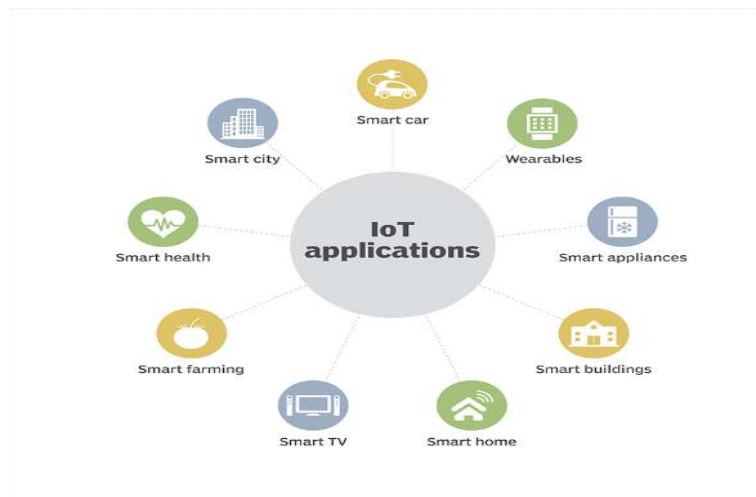 Smart car
Smart city
Wearables
IoT
applications
Smart health
Smart appliances
Smart farming
Smart buildings
Smart TV
Smart home